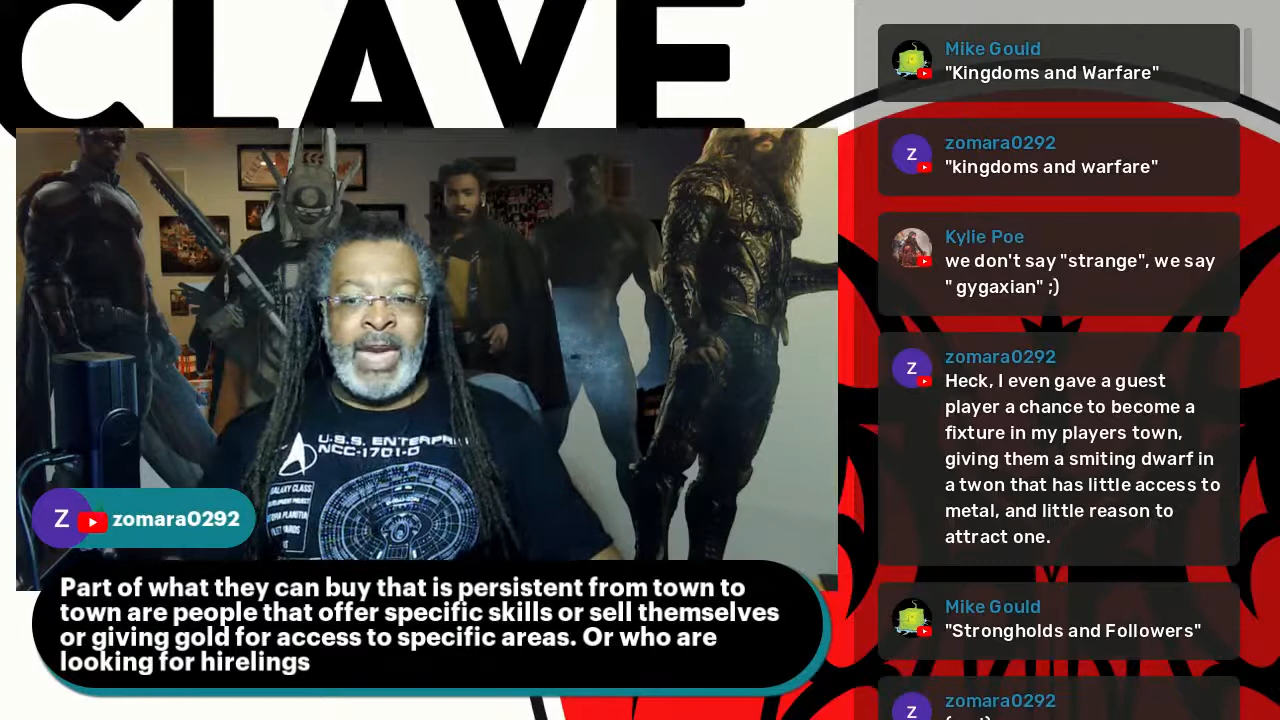 CLAVE
Mike Gould
"Kingdoms and Warfare"
Z
zomara0292
"kingdoms and warfare"
Kylie Poe
we don't say "strange", we say
" gygaxian" ;)
Z
zomara0292
Heck, I even gave a guest
player a chance to become a
fixture in my players town,
giving them a smiting dwarf in
a twon that has little access to
metal, and little reason to
attract one.
Mike Gould
"Strongholds and Followers"
Z
zomara0292
U.S.S. ENTERPRI
NCC-1701-D
GALAXY CLASS
Z
zomara0292
Part of what they can buy that is persistent from town to
town are people that offer specific skills or sell themselves
or giving gold for access to specific areas. Or who are
looking for hirelings